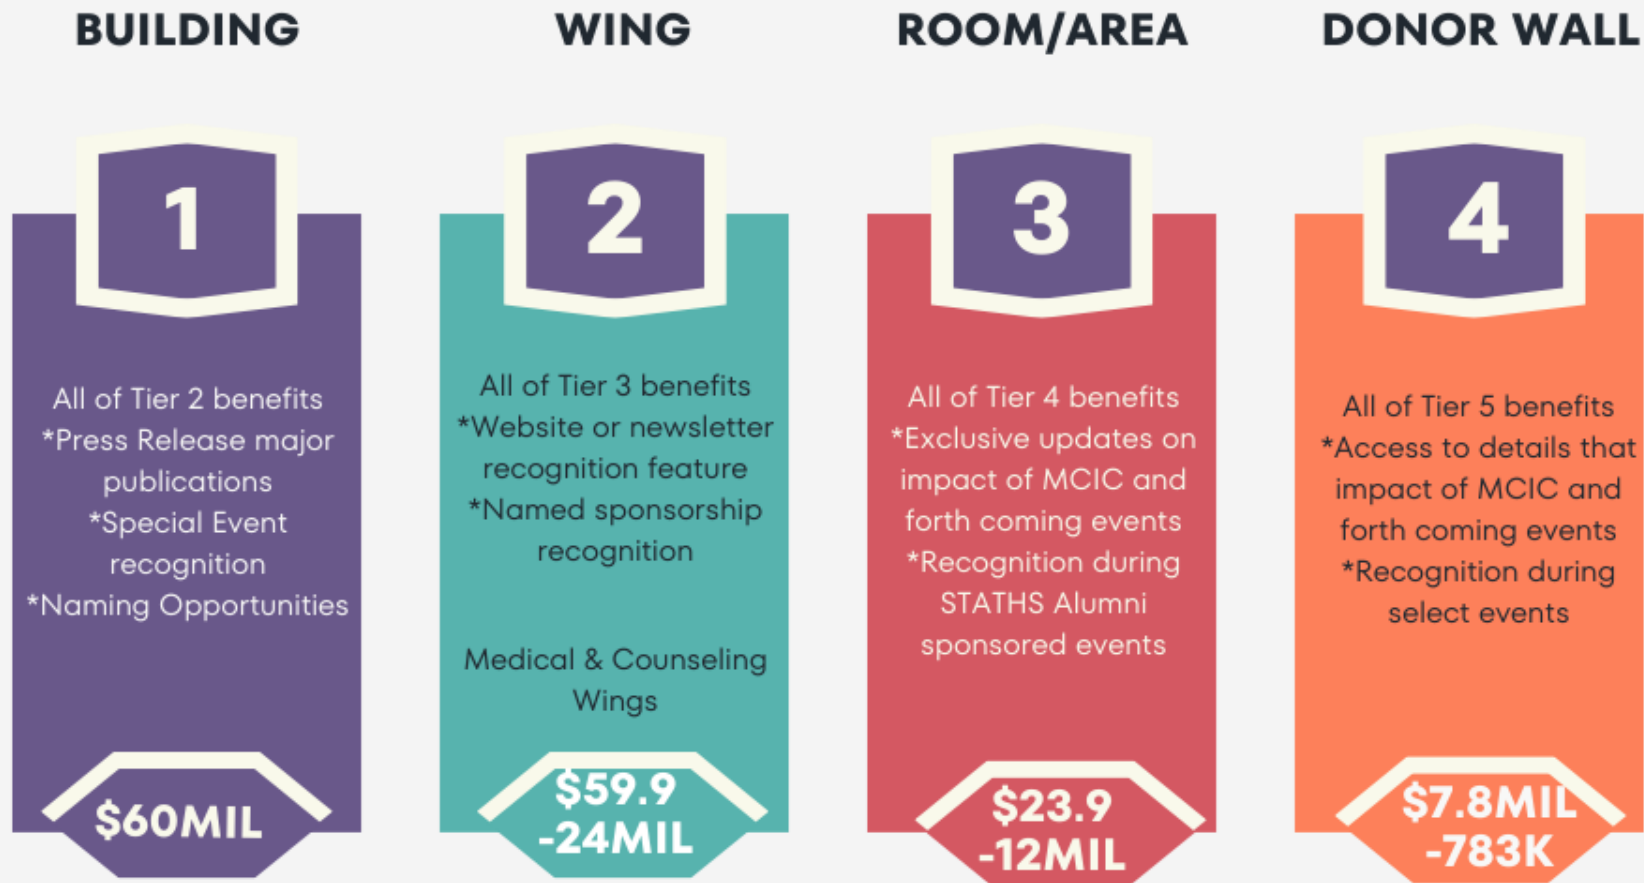 BUILDING
1
All of Tier 2 benefits
*Press Release major
publications
*Special Event
recognition
*Naming Opportunities
$60MIL
WING
2
All of Tier 3 benefits
*Website or newsletter
recognition feature
*Named sponsorship
recognition
Medical & Counseling
Wings
$59.9
-24MIL
ROOM/AREA
3
All of Tier 4 benefits
*Exclusive updates on
impact of MCIC and
forth coming events
*Recognition during
STATHS Alumni
sponsored events
$23.9
-12MIL
DONOR WALL
4
All of Tier 5 benefits
*Access to details that
impact of MCIC and
forth coming events
*Recognition during
select events
$7.8MIL
-783K